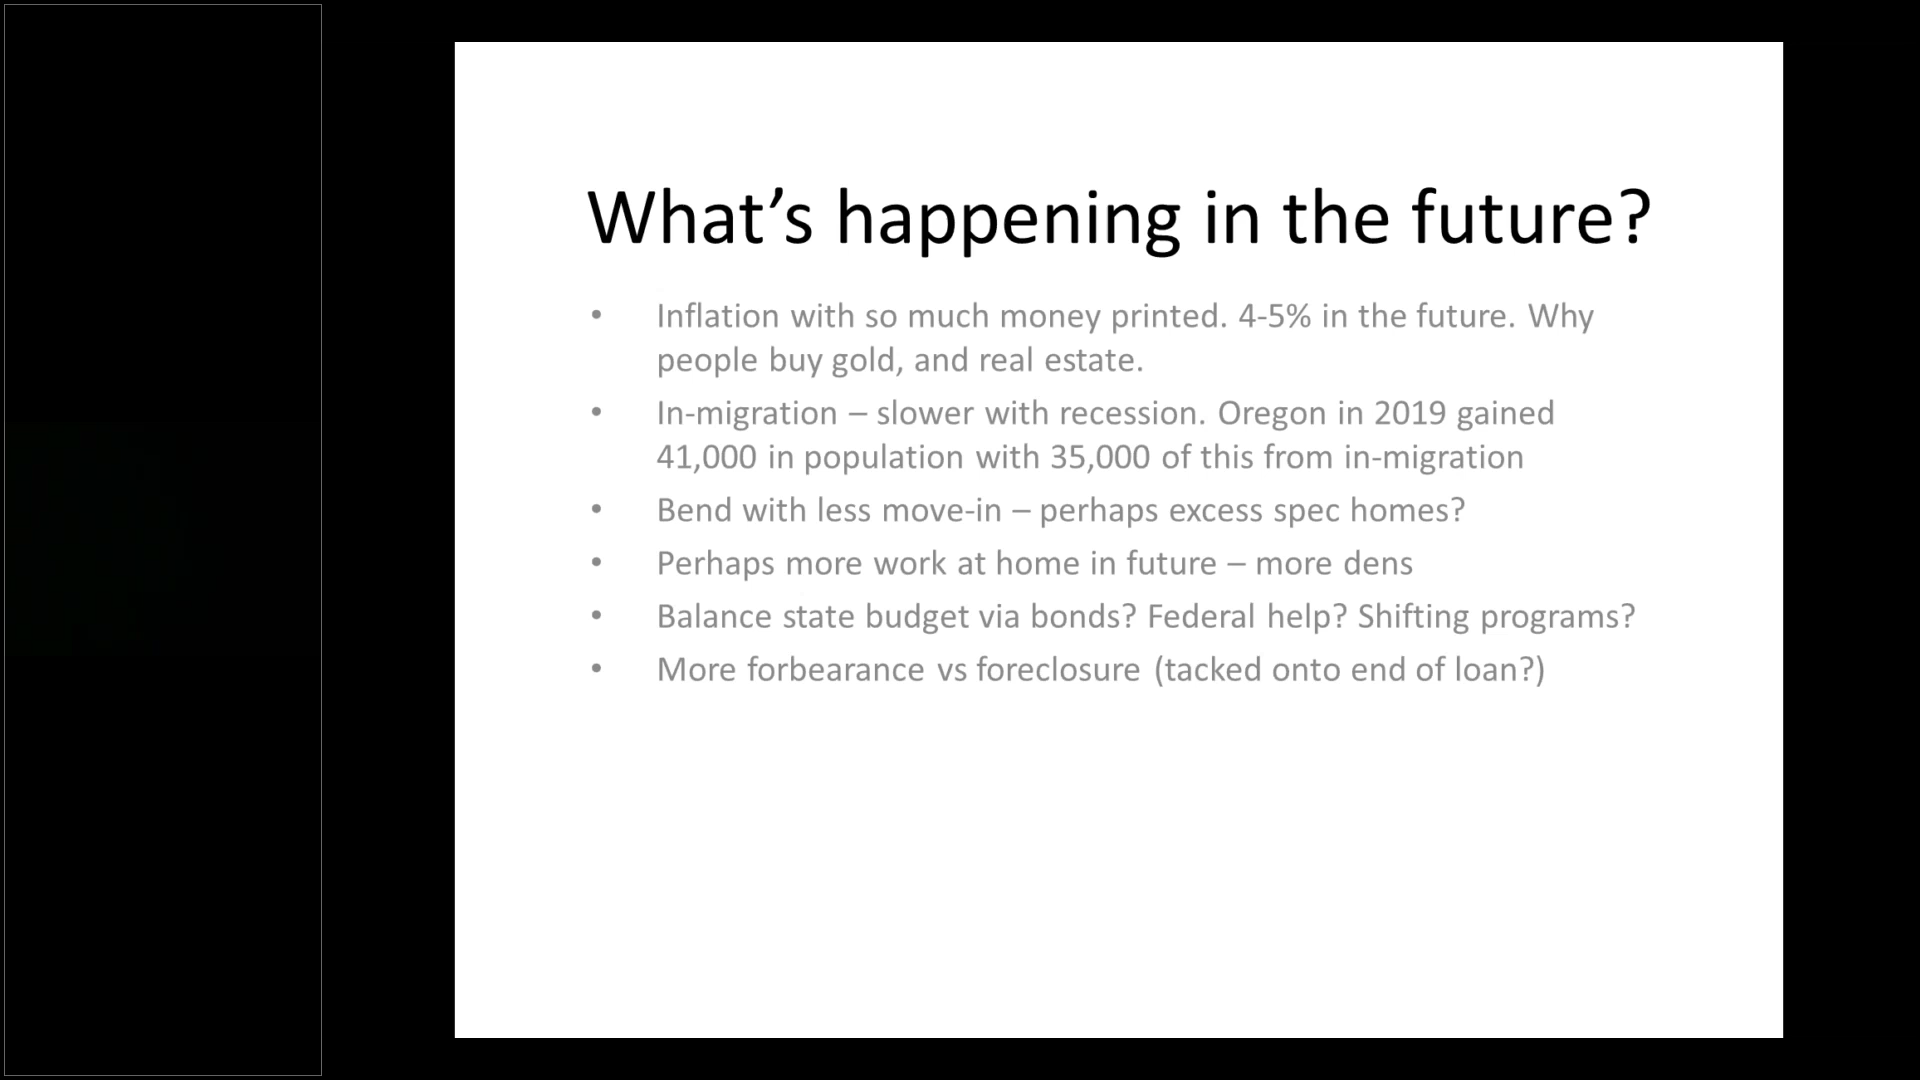 What’s happening in the future?
• Inflation with so much money printed. 4-5% in the future. Why
people buy gold, and real estate.
• In-migration – slower with recession. Oregon in 2019 gained
41,000 in population with 35,000 of this from in-migration
• Bend with less move-in – perhaps excess spec homes?
• Perhaps more work at home in future – more dens
• Balance state budget via bonds? Federal help? Shifting programs?
• More forbearance vs foreclosure (tacked onto end of loan?)